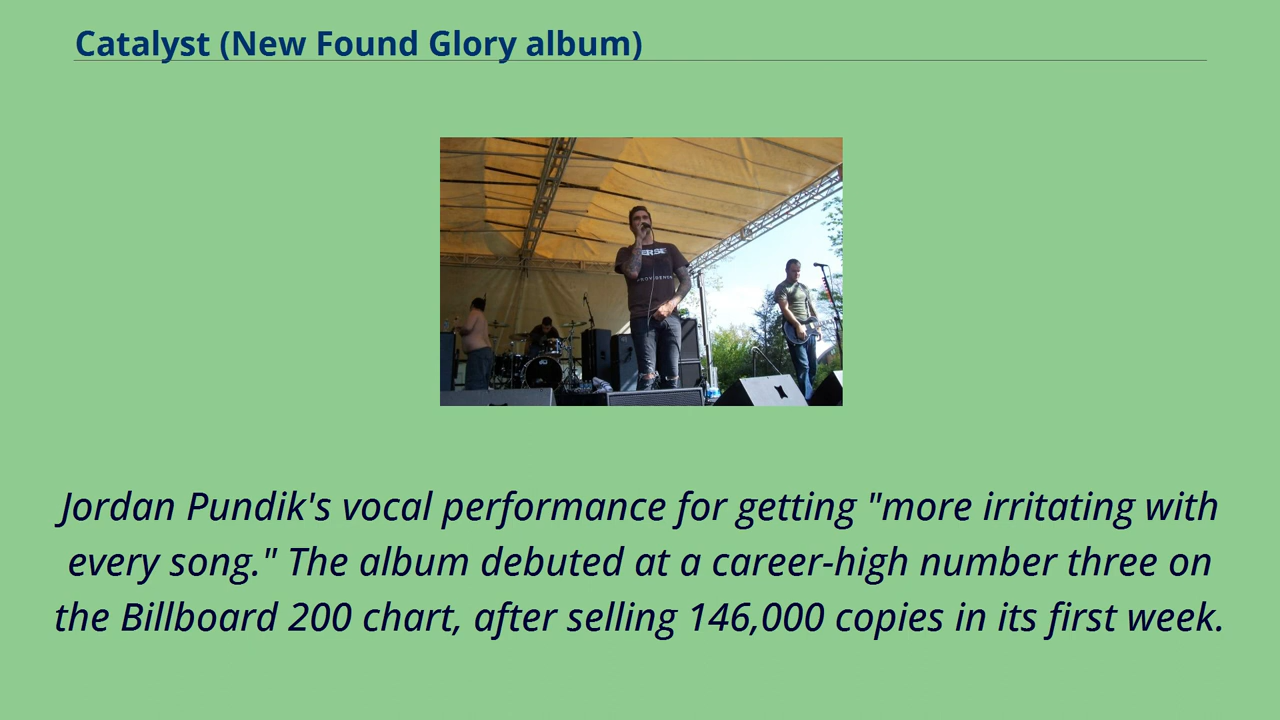 Catalyst (New Found Glory album)
Jordan Pundik's vocal performance for getting "more irritating with
every song." The album debuted at a career-high number three on
the Billboard 200 chart, after selling 146,000 copies in its first week.